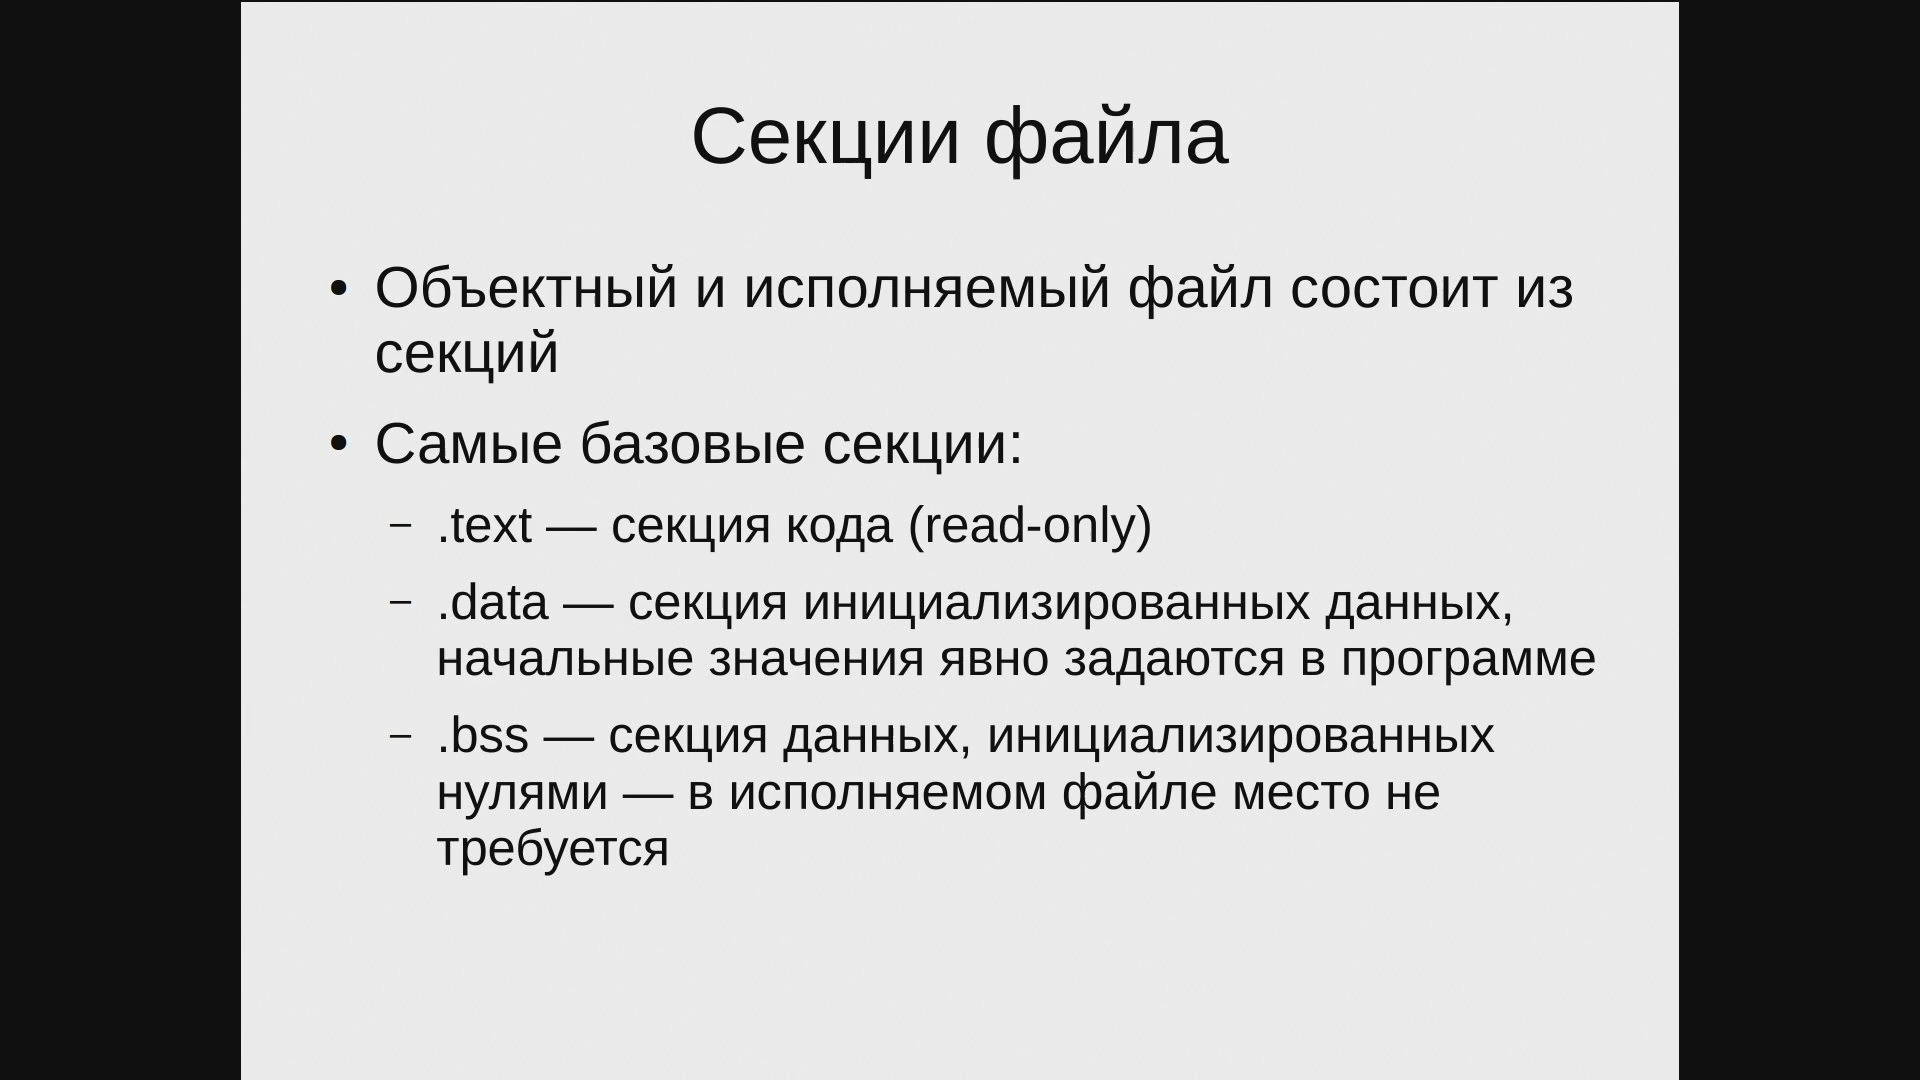 Секции файла
• Объектный и исполняемый файл состоит из
секций
• Самые базовые секции:
– .text — секция кода (read-only)
– .data — секция инициализированных данных,
начальные значения явно задаются в программе
– .bss — секция данных, инициализированных
нулями — в исполняемом файле место не
требуется